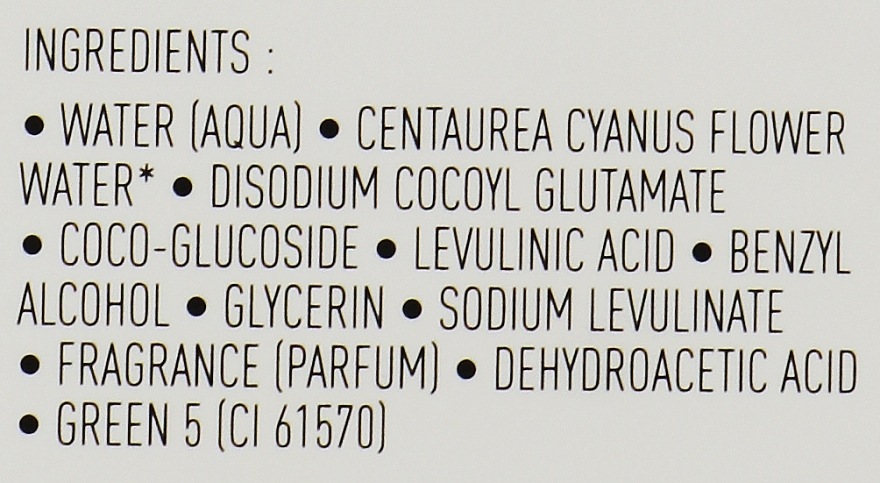 INGREDIENTS :
• WATER (AQUA) • CENTAUREA CYANUS FLOWER
WATER* • DISODIUM COCOYL GLUTAMATE
• COCO-GLUCOSIDE • LEVULINIC ACID • BENZYL
ALCOHOL • GLYCERIN • SODIUM LEVULINATE
• FRAGRANCE (PARFUM) • DEHYDROACETIC ACID
• GREEN 5 (CI 61570)